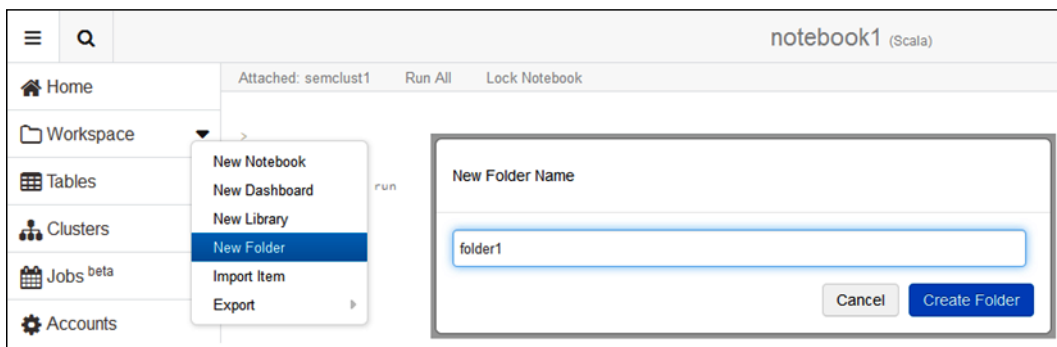 notebook1 (Scala)
Home
Attached: semclust1 Run All Lock Notebook
Workspace
>
New Notebook
Tables
run
New Dashboard
New Folder Name
New Library
Clusters
New Folder
folder1
Jobs beta
Import Item
Export
Cancel Create Folder
Accounts